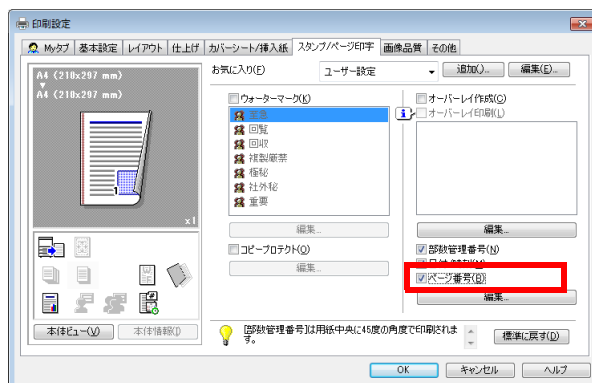 印刷設定
Myタブ 基本設定 レイアウト 仕上げ カバーシート/挿入紙 スタンプ/ページ印字 画像品質 その他
A4 (210x297 mm)
A4 (210x297 mm)
1
x1
本体ビュー(V) 本体情報(I)
お気に入り(F) ユーザー設定 追加()... 編集(E)...
ウォーターマーク(K)
至急
回覧
回収
複製厳禁
極秘
社外秘
重要
編集...
コピープロテクト(O)
編集...
オーバーレイ作成(C)
オーバーレイ印刷(L)
編集...
部数管理番号(N)
日付/時刻(M)
ページ番号(B)
編集...
[部数管理番号]は用紙中央に45度の角度で印刷されます。
標準に戻す(D)
OK キャンセル ヘルプ